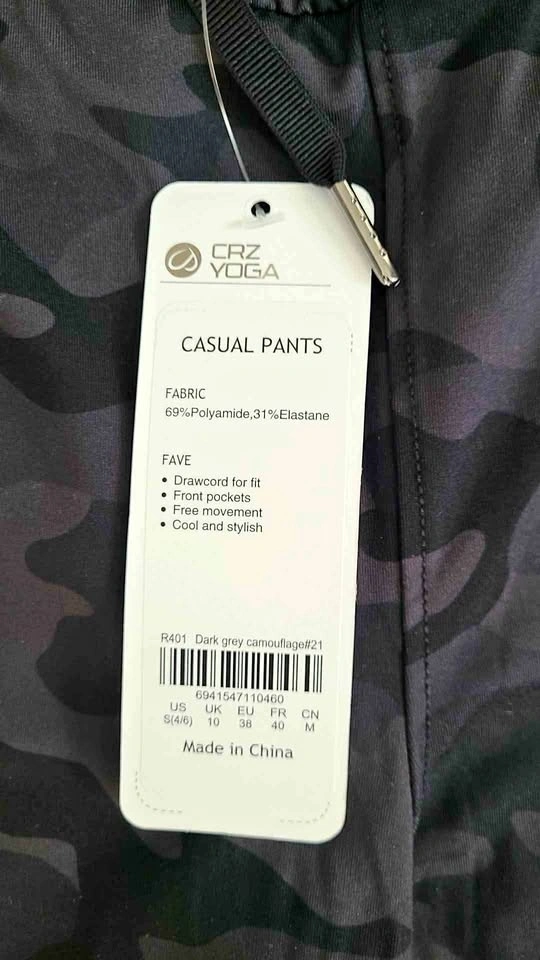 CRZ
YOGA
CASUAL PANTS
FABRIC
69%Polyamide,31%Elastane
FAVE
• Drawcord for fit
• Front pockets
• Free movement
• Cool and stylish
R401 Dark grey camouflage#21
6941547110460
US UK EU FR CN
S(4/6) 10 38 40 M
Made in China